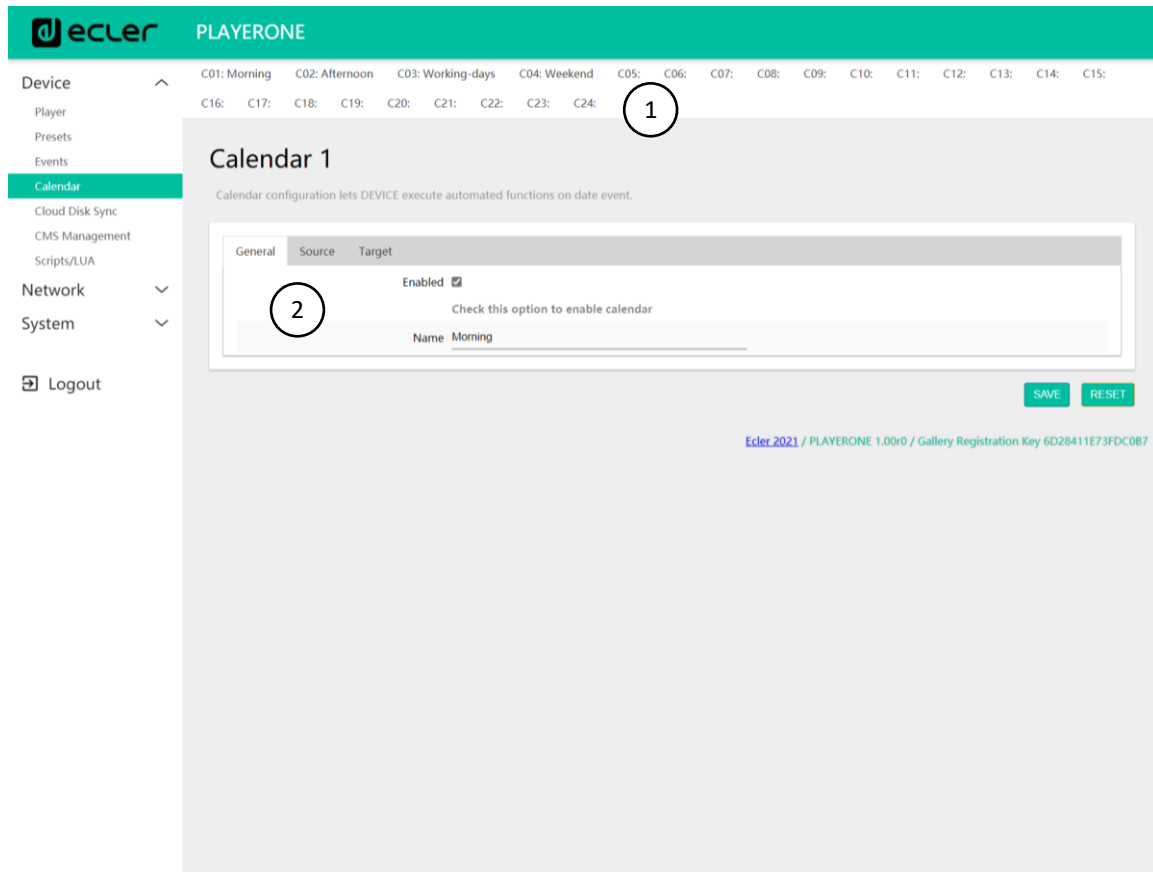 ecler
PLAYERONE
Device
Player
Presets
Events
Calendar
Cloud Disk Sync
CMS Management
Scripts/LUA
Network
System
Logout
C01: Morning C02: Afternoon C03: Working-days C04: Weekend C05: C06: C07: C08: C09: C10: C11: C12: C13: C14: C15:
C16: C17: C18: C19: C20: C21: C22: C23: C24:
1
Calendar 1
Calendar configuration lets DEVICE execute automated functions on date event.
General Source Target
Enabled
Check this option to enable calendar
2
Name Morning
SAVE RESET
Ecler 2021 / PLAYERONE 1.00r0 / Gallery Registration Key 6D28411E73FDC0B7